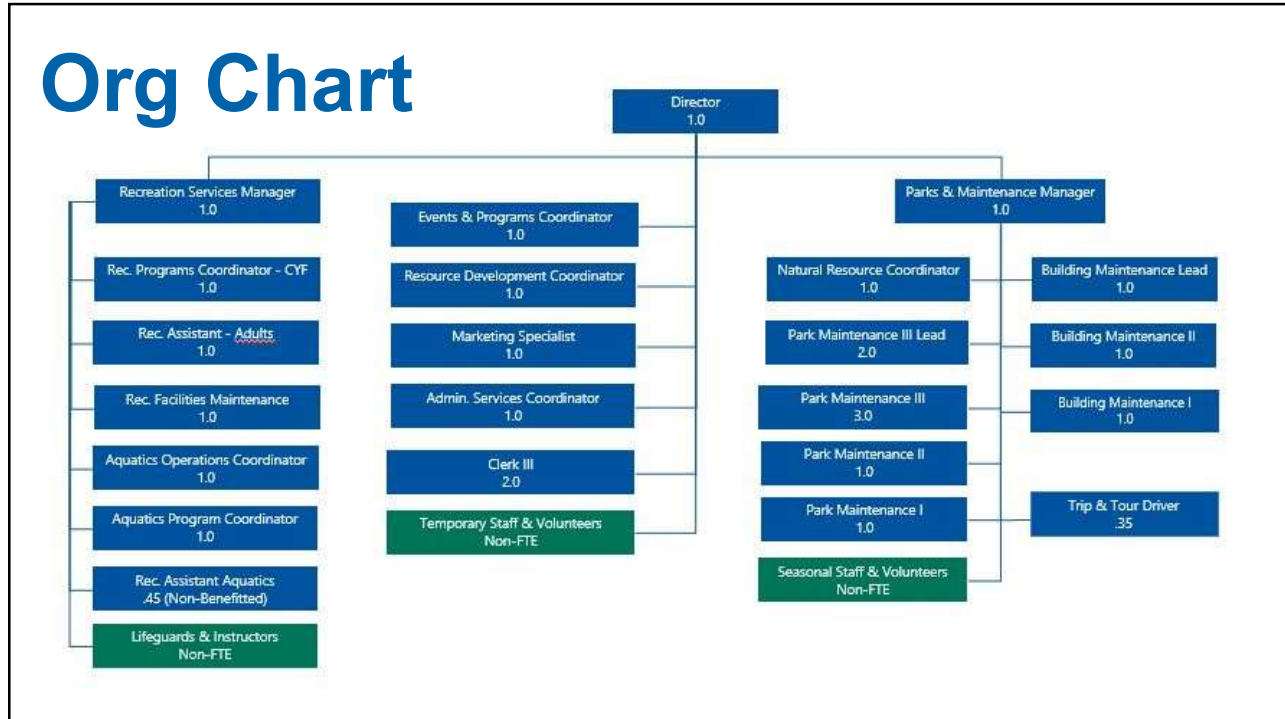 Org Chart
Director
1.0
Recreation Services Manager
1.0
Rec. Programs Coordinator - CYF
1.0
Rec. Assistant - Adults
1.0
Rec. Facilities Maintenance
1.0
Aquatics Operations Coordinator
1.0
Aquatics Program Coordinator
1.0
Rec. Assistant Aquatics
.45 (Non-Benefitted)
Lifeguards & Instructors
Non-FTE
Events & Programs Coordinator
1.0
Resource Development Coordinator
1.0
Marketing Specialist
1.0
Admin. Services Coordinator
1.0
Clerk III
2.0
Temporary Staff & Volunteers
Non-FTE
Parks & Maintenance Manager
1.0
Natural Resource Coordinator
1.0
Park Maintenance III Lead
2.0
Park Maintenance III
3.0
Park Maintenance II
1.0
Park Maintenance I
1.0
Seasonal Staff & Volunteers
Non-FTE
Building Maintenance Lead
1.0
Building Maintenance II
1.0
Building Maintenance I
1.0
Trip & Tour Driver
.35